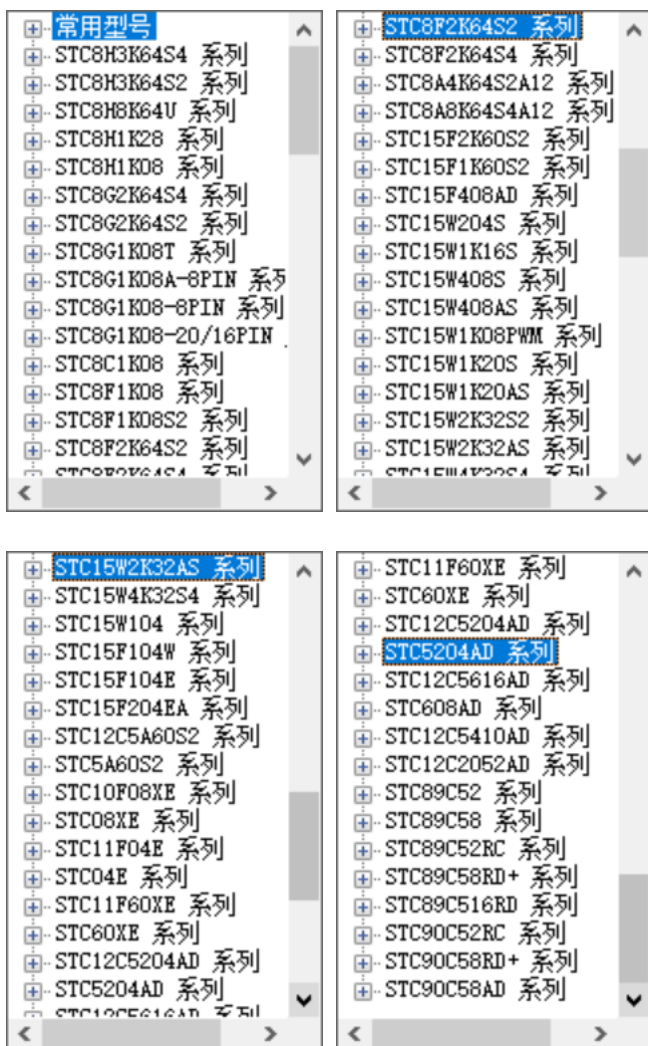 常用型号
STC8H3K64S4 系列
STC8H3K64S2 系列
STC8H8K64U 系列
STC8H1K28 系列
STC8H1K08 系列
STC8G2K64S4 系列
STC8G2K64S2 系列
STC8G1K08T 系列
STC8G1K08A-8PIN 系列
STC8G1K08-8PIN 系列
STC8G1K08-20/16PIN
STC8C1K08 系列
STC8F1K08 系列
STC8F1K08S2 系列
STC8F2K64S2 系列
STC8F2K64S4 系列
STC8F2K64S2 系列
STC8F2K64S4 系列
STC8A4K64S2A12 系列
STC8A8K64S4A12 系列
STC15F2K60S2 系列
STC15F1K60S2 系列
STC15F408AD 系列
STC15W204S 系列
STC15W1K16S 系列
STC15W408S 系列
STC15W408AS 系列
STC15W1K08PWM 系列
STC15W1K20S 系列
STC15W1K20AS 系列
STC15W2K32S2 系列
STC15W2K32AS 系列
STC15W4K32S4 系列
STC15W2K32AS 系列
STC15W4K32S4 系列
STC15W104 系列
STC15F104W 系列
STC15F104E 系列
STC15F204EA 系列
STC12C5A60S2 系列
STC5A60S2 系列
STC10F08XE 系列
STC08XE 系列
STC11F04E 系列
STC04E 系列
STC11F60XE 系列
STC60XE 系列
STC12C5204AD 系列
STC5204AD 系列
STC12C5616AD 系列
STC11F60XE 系列
STC60XE 系列
STC12C5204AD 系列
STC5204AD 系列
STC12C5616AD 系列
STC608AD 系列
STC12C5410AD 系列
STC12C2052AD 系列
STC89C52 系列
STC89C58 系列
STC89C52RC 系列
STC89C58RD+ 系列
STC89C516RD 系列
STC90C52RC 系列
STC90C58RD+ 系列
STC90C58AD 系列